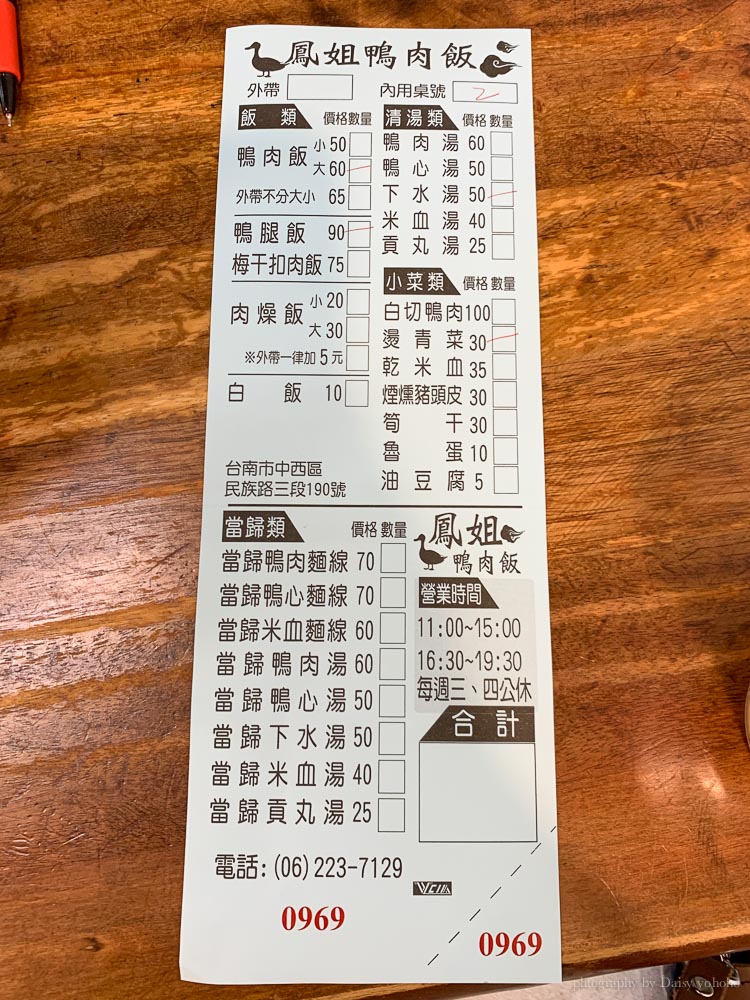 鳳姐鴨肉飯
外帶 內用桌號 2
飯類 價格 數量
鴨肉飯 小 50
大 60
外帶不分大小 65
鴨腿飯 90
梅干扣肉飯 75
肉燥飯 小 20
大 30
※外帶一律加 5 元
白飯 10
台南市中西區
民族路三段190號
清湯類 價格 數量
鴨肉湯 60
鴨心湯 50
下水湯 50
米血湯 40
貢丸湯 25
小菜類 價格 數量
白切鴨肉 100
燙青菜 30
乾米血 35
煙燻豬頭皮 30
筍干 30
魯蛋 10
油豆腐 5
當歸類 價格 數量
當歸鴨肉麵線 70
當歸鴨心麵線 70
當歸米血麵線 60
當歸鴨肉湯 60
當歸鴨心湯 50
當歸下水湯 50
當歸米血湯 40
當歸貢丸湯 25
鳳姐
鴨肉飯
營業時間
11:00~15:00
16:30~19:30
每週三、四公休
合計
電話:(06)223-7129
0969
0969
photography by Daisyyohoho